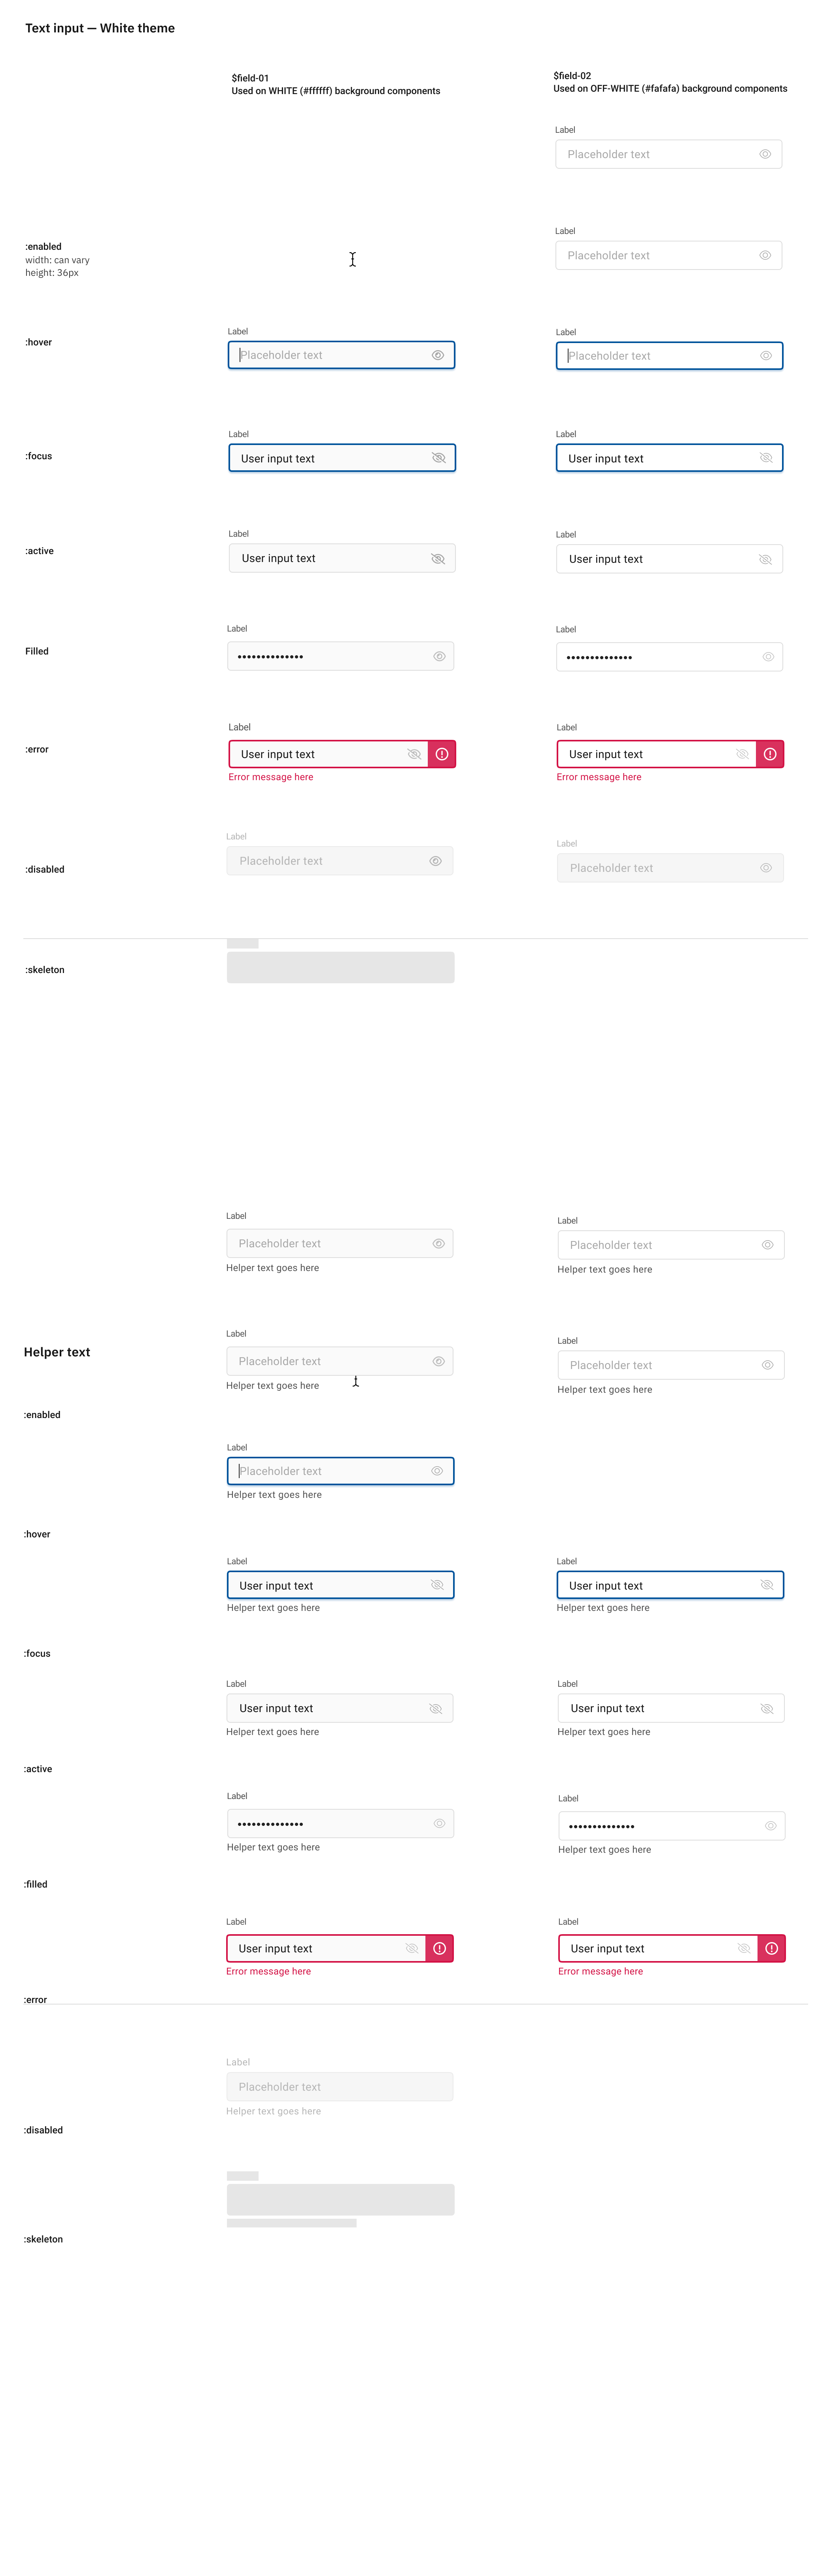 Text input — White theme
$field-01
Used on WHITE (#ffffff) background components
$field-02
Used on OFF-WHITE (#fafafa) background components
Label
Placeholder text
:enabled
width: can vary
height: 36px
Label
Placeholder text
:hover
Label
Placeholder text
Label
Placeholder text
:focus
Label
User input text
Label
User input text
:active
Label
User input text
Label
User input text
Filled
Label
••••••••••••••
Label
••••••••••••••
:error
Label
User input text
Error message here
Label
User input text
Error message here
:disabled
Label
Placeholder text
Label
Placeholder text
:skeleton
Label
Placeholder text
Helper text goes here
Label
Placeholder text
Helper text goes here
Helper text
Label
Placeholder text
Helper text goes here
Label
Placeholder text
Helper text goes here
:enabled
Label
Placeholder text
Helper text goes here
:hover
Label
User input text
Helper text goes here
Label
User input text
Helper text goes here
:focus
Label
User input text
Helper text goes here
Label
User input text
Helper text goes here
:active
Label
••••••••••••••
Helper text goes here
Label
••••••••••••••
Helper text goes here
:filled
Label
User input text
Error message here
Label
User input text
Error message here
:error
Label
Placeholder text
Helper text goes here
:disabled
:skeleton